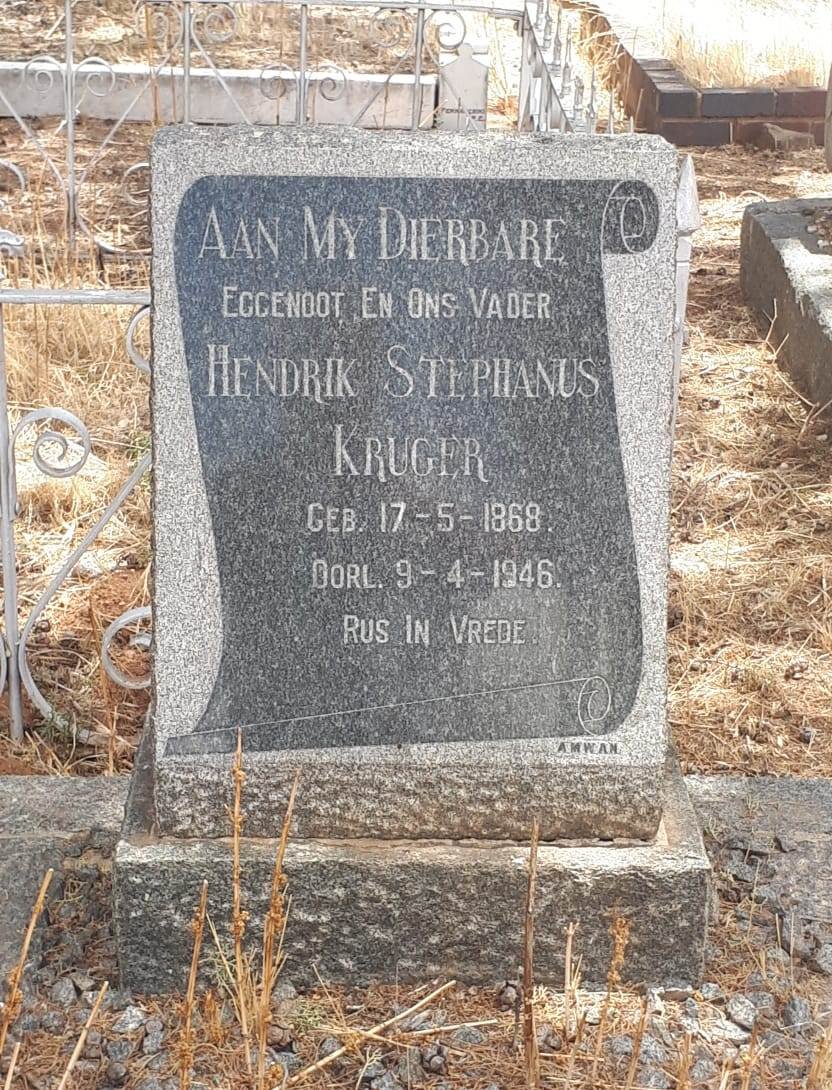 AAN MY DIERBARE
EGGENOOT EN ONS VADER
HENDRIK STEPHANUS
KRUGER
GEB. 17-5-1868.
OORL. 9-4-1946.
RUS IN VREDE.
AMWAN